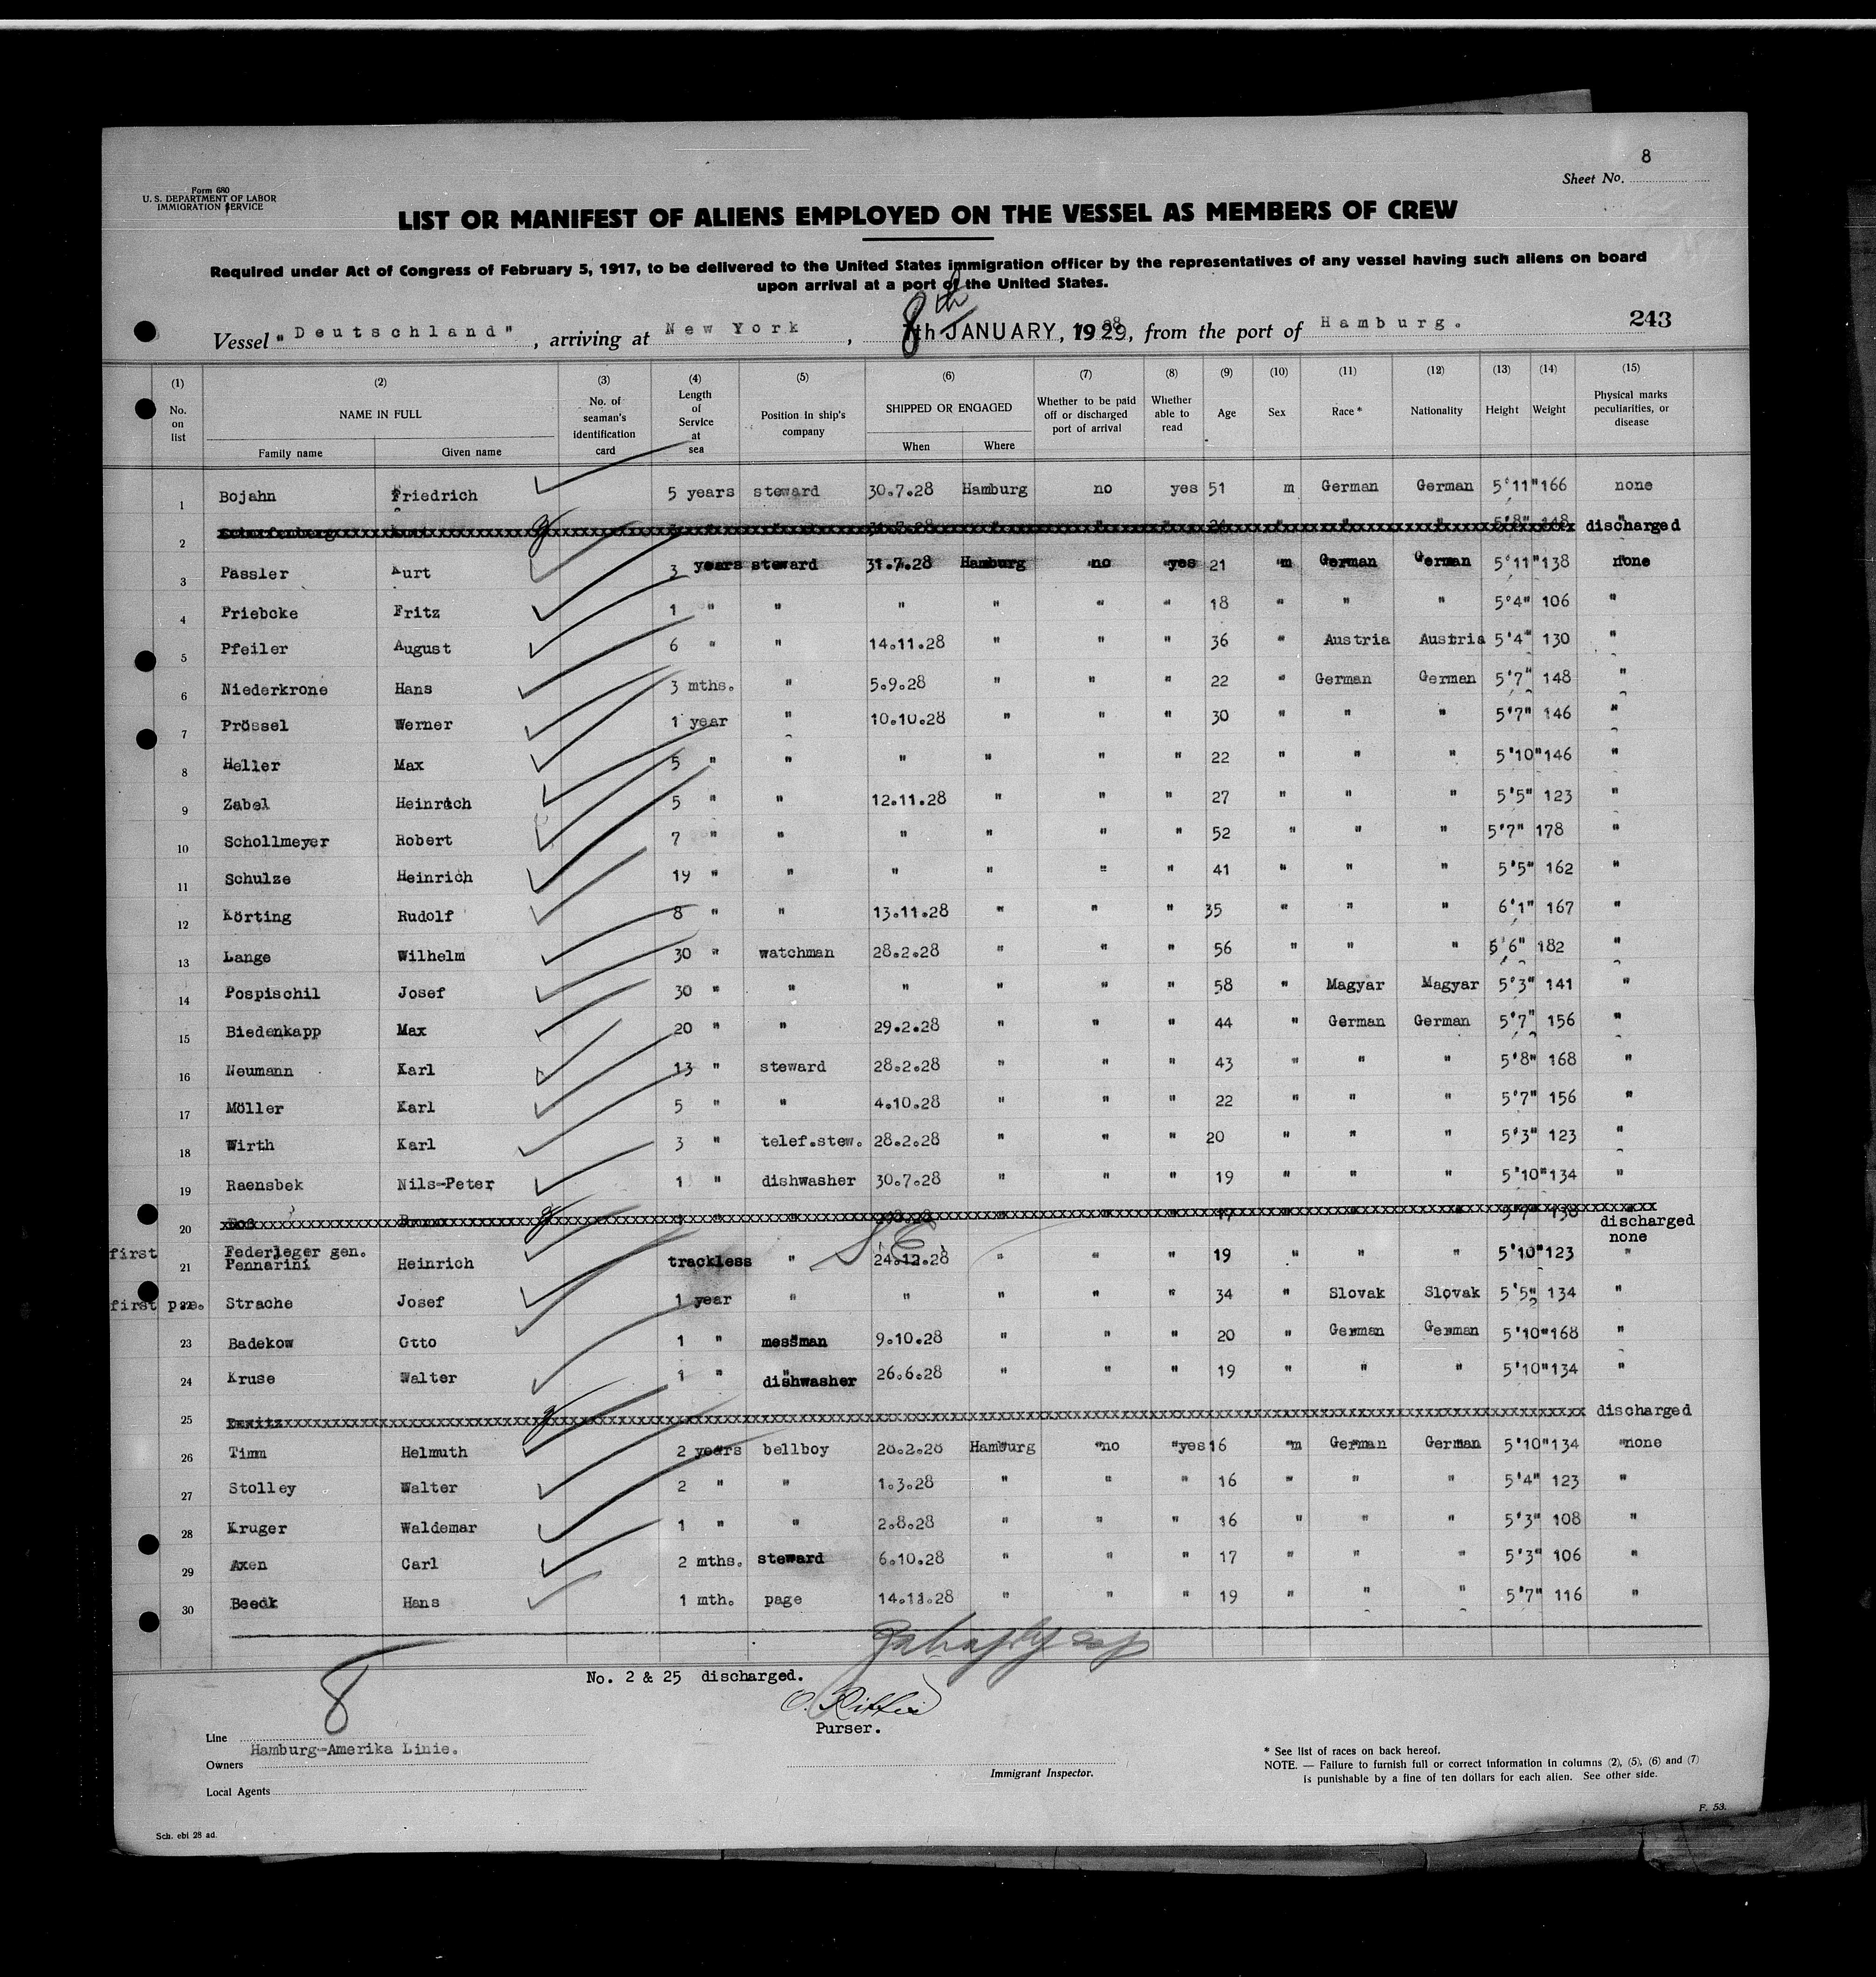 8
Sheet No.
Form 680
U. S. DEPARTMENT OF LABOR
IMMIGRATION SERVICE
LIST OR MANIFEST OF ALIENS EMPLOYED ON THE VESSEL AS MEMBERS OF CREW
Required under Act of Congress of February 5, 1917, to be delivered to the United States immigration officer by the representatives of any vessel having such aliens on board
upon arrival at a port of the United States.
8th
Vessel "Deutschland", arriving at New York, 7th JANUARY, 1929, from the port of Hamburg. 243
(1) (2) (3) (4) (5) (6) (7) (8) (9) (10) (11) (12) (13) (14) (15)
No. on list NAME IN FULL Family name Given name No. of seaman's identification card Length of Service at sea Position in ship's company SHIPPED OR ENGAGED When Where Whether to be paid off or discharged port of arrival Whether able to read Age Sex Race * Nationality Height Weight Physical marks peculiarities, or disease
1 Bojahn Friedrich 5 years steward 30.7.28 Hamburg no yes 51 m German German 5'11" 166 none
2 discharged
3 Passler Kurt 3 years steward 31.7.28 Hamburg no yes 21 m German German 5'11" 138 none
4 Priebcke Fritz 1 " " " " " " 18 " " " 5'4" 106 "
5 Pfeiler August 6 " " 14.11.28 " " " 36 " Austria Austria 5'4" 130 "
6 Niederkrone Hans 3 mths. " 5.9.28 " " " 22 " German German 5'7" 148 "
7 Prössel Werner 1 year " 10.10.28 " " " 30 " " " 5'7" 146 "
8 Heller Max 5 " " " " " " 22 " " " 5'10" 146 "
9 Zabel Heinrich 5 " " 12.11.28 " " " 27 " " " 5'5" 123 "
10 Schollmeyer Robert 7 " " " " " " 52 " " " 5'7" 178 "
11 Schulze Heinrich 19 " " " " " " 41 " " " 5'5" 162 "
12 Körting Rudolf 8 " " 13.11.28 " " " 35 " " " 6'1" 167 "
13 Lange Wilhelm 30 " watchman 28.2.28 " " " 56 " " " 5'6" 182 "
14 Pospischil Josef 30 " " " " " " 58 " Magyar Magyar 5'3" 141 "
15 Biedenkapp Max 20 " " 29.2.28 " " " 44 " German German 5'7" 156 "
16 Neumann Karl 13 " steward 28.2.28 " " " 43 " " " 5'8" 168 "
17 Möller Karl 5 " " 4.10.28 " " " 22 " " " 5'7" 156 "
18 Wirth Karl 3 " telef.stew. 28.2.28 " " " 20 " " " 5'3" 123 "
19 Raensbek Nils-Peter 1 " dishwasher 30.7.28 " " " 19 " " " 5'10" 134 "
20 discharged
none
first 21 Federleger gen. Pennarini Heinrich trackless " 24.12.28 " " " 19 " " " 5'10" 123 "
S.E.
first p.e. 22 Strache Josef 1 year " " " " " 34 " Slovak Slovak 5'5" 134 "
23 Badekow Otto 1 " messman 9.10.28 " " " 20 " German German 5'10" 168 "
24 Kruse Walter 1 " dishwasher 26.6.28 " " " 19 " " " 5'10" 134 "
25 discharged
26 Timm Helmuth 2 years bellboy 28.2.28 Hamburg no yes 16 m German German 5'10" 134 none
27 Stolley Walter 2 " " 1.3.28 " " " 16 " " " 5'4" 123 "
28 Kruger Waldemar 1 " " 2.8.28 " " " 16 " " " 5'3" 108 "
29 Axen Carl 2 mths. steward 6.10.28 " " " 17 " " " 5'3" 106 "
30 Beedk Hans 1 mth. page 14.11.28 " " " 19 " " " 5'7" 116 "
No. 2 & 25 discharged.
8
Purser.
Line
Hamburg-Amerika Linie.
Owners
Local Agents
Immigrant Inspector.
* See list of races on back hereof.
NOTE. — Failure to furnish full or correct information in columns (2), (5), (6) and (7)
is punishable by a fine of ten dollars for each alien. See other side.
F. 53.
Sch. ebl 28 ad.